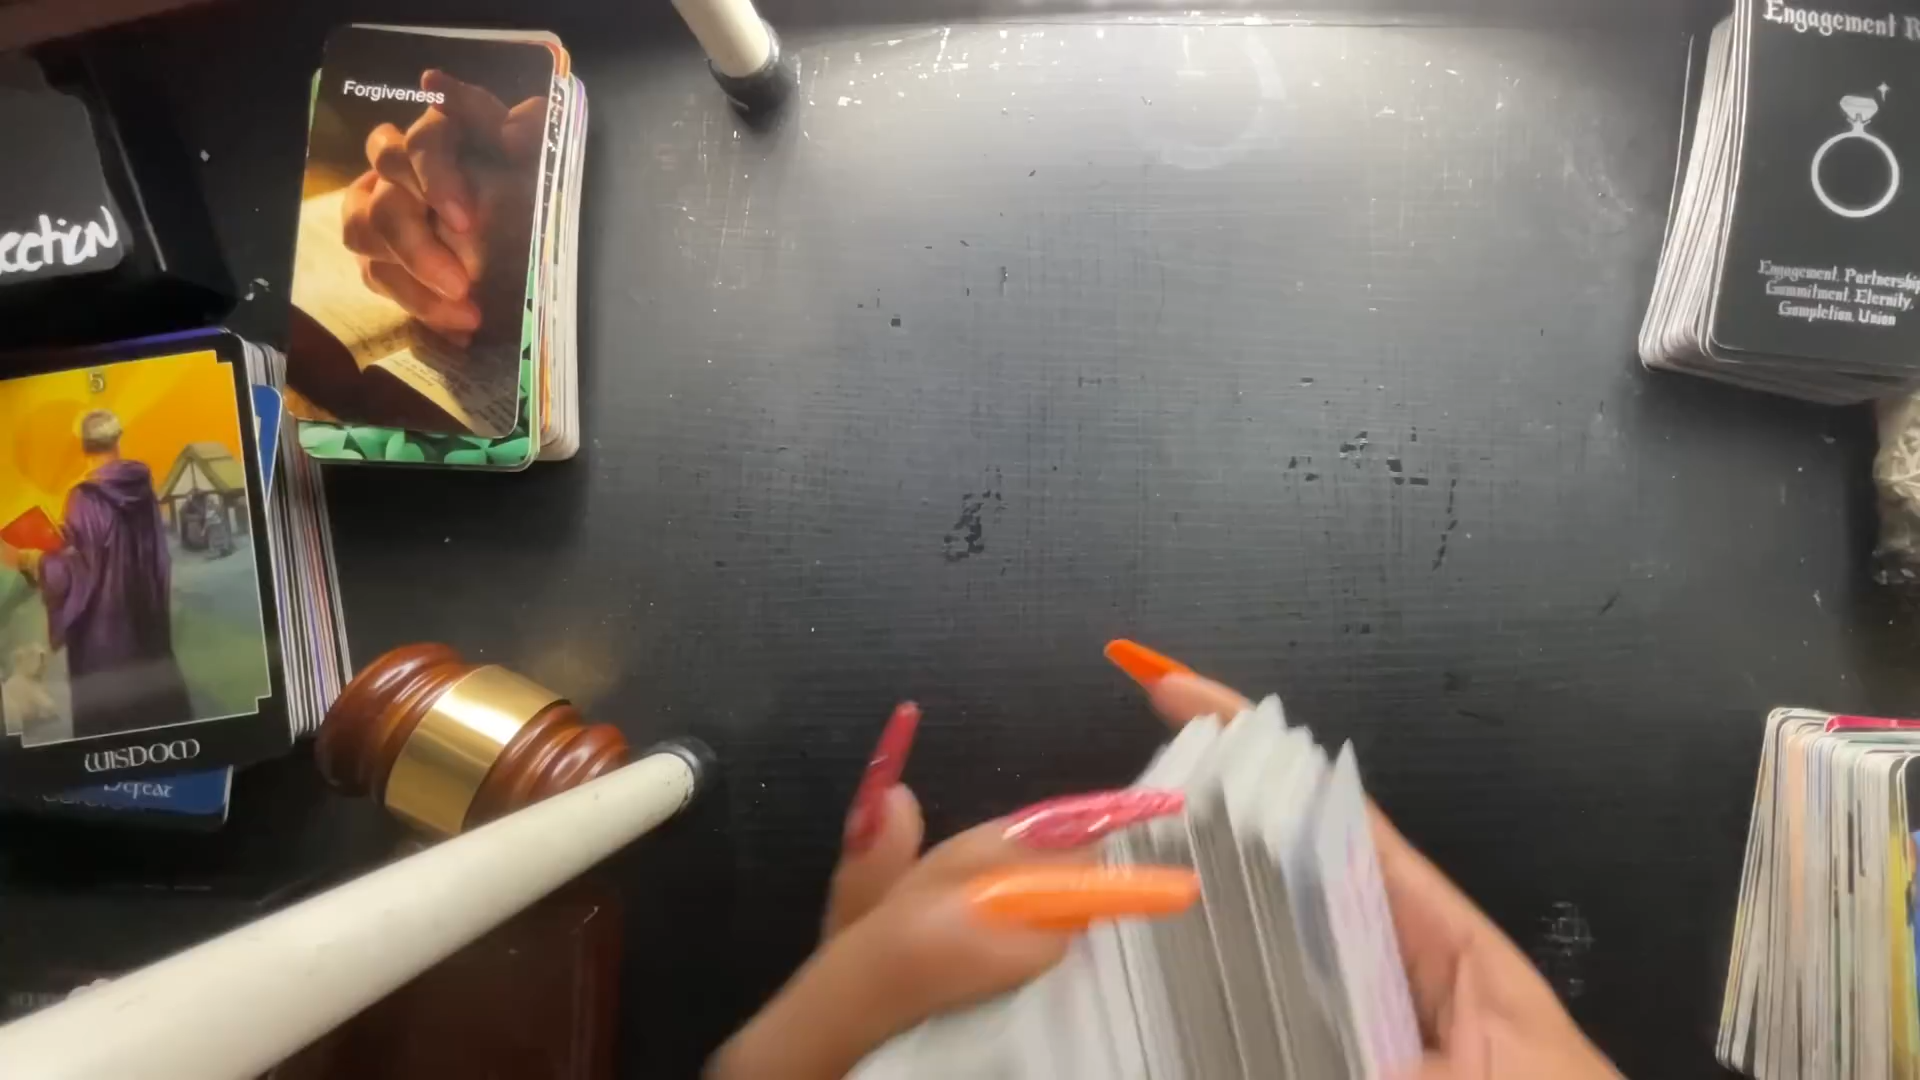 Forgiveness
Engagement R
Engagement, Partnership,
Commitment, Eternity,
Completion, Union
ection
5
WISDOM
Defeat